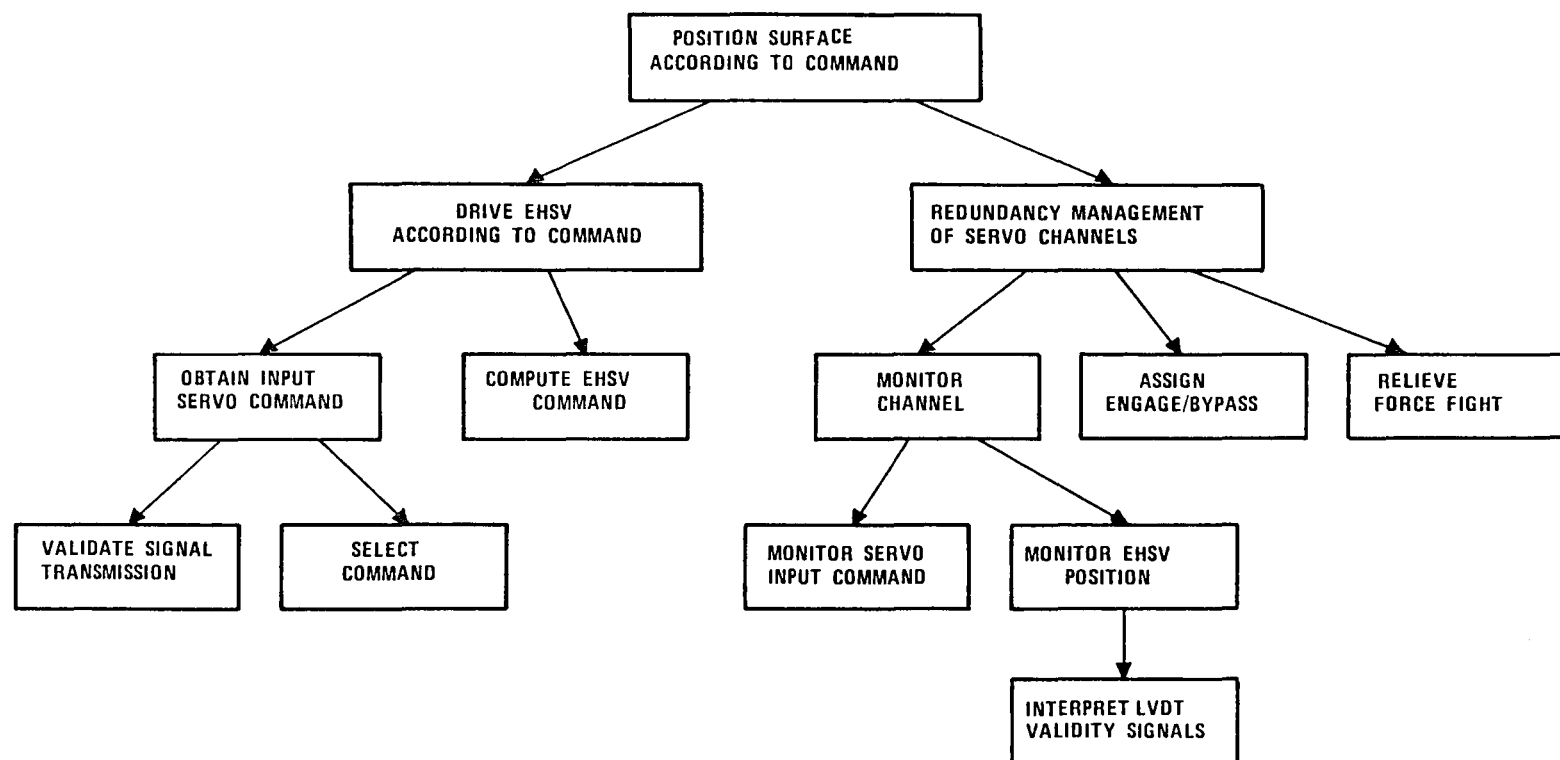 POSITION SURFACE
ACCORDING TO COMMAND
DRIVE EHSV
ACCORDING TO COMMAND
REDUNDANCY MANAGEMENT
OF SERVO CHANNELS
OBTAIN INPUT
SERVO COMMAND
COMPUTE EHSV
COMMAND
MONITOR
CHANNEL
ASSIGN
ENGAGE/BYPASS
RELIEVE
FORCE FIGHT
VALIDATE SIGNAL
TRANSMISSION
SELECT
COMMAND
MONITOR SERVO
INPUT COMMAND
MONITOR EHSV
POSITION
INTERPRET LVDT
VALIDITY SIGNALS